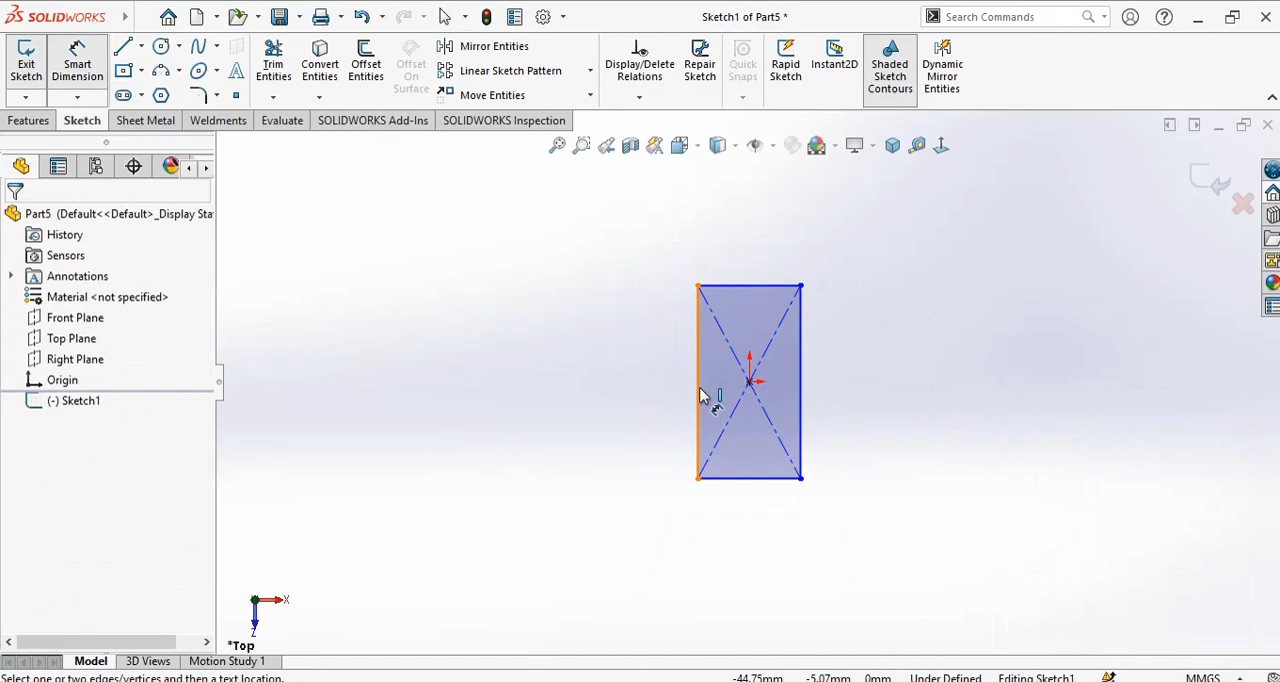 SOLIDWORKS
Sketch1 of Part5 *
Search Commands
Exit Sketch
Smart Dimension
Trim Entities
Convert Entities
Offset Entities
Offset On Surface
Mirror Entities
Linear Sketch Pattern
Move Entities
Display/Delete Relations
Repair Sketch
Quick Snaps
Rapid Sketch
Instant2D
Shaded Sketch Contours
Dynamic Mirror Entities
Features
Sketch
Sheet Metal
Weldments
Evaluate
SOLIDWORKS Add-Ins
SOLIDWORKS Inspection
Part5 (Default<<Default>_Display Sta
History
Sensors
Annotations
Material <not specified>
Front Plane
Top Plane
Right Plane
Origin
(-) Sketch1
X
Z
*Top
Model
3D Views
Motion Study 1
Select one or two edges/vertices and then a text location.
-44.75mm
-5.07mm
0mm
Under Defined
Editing Sketch1
MMGS